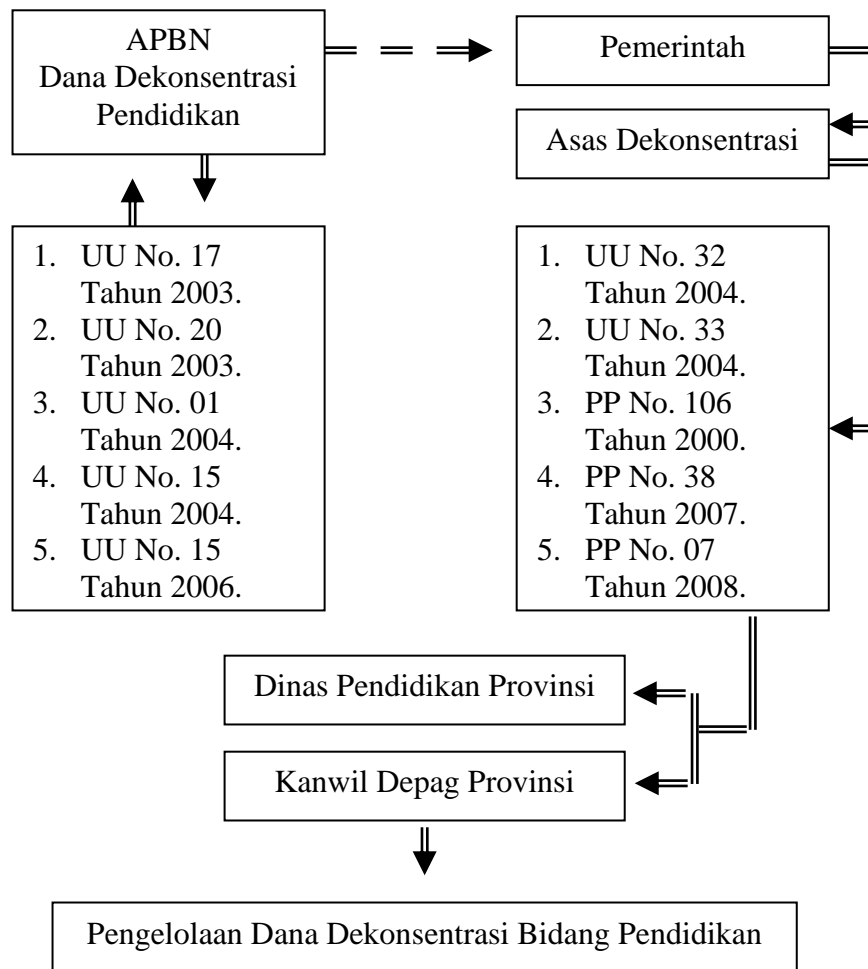 APBN
Dana Dekonsentrasi
Pendidikan
Pemerintah
Asas Dekonsentrasi
1. UU No. 17
Tahun 2003.
2. UU No. 20
Tahun 2003.
3. UU No. 01
Tahun 2004.
4. UU No. 15
Tahun 2004.
5. UU No. 15
Tahun 2006.
1. UU No. 32
Tahun 2004.
2. UU No. 33
Tahun 2004.
3. PP No. 106
Tahun 2000.
4. PP No. 38
Tahun 2007.
5. PP No. 07
Tahun 2008.
Dinas Pendidikan Provinsi
Kanwil Depag Provinsi
Pengelolaan Dana Dekonsentrasi Bidang Pendidikan